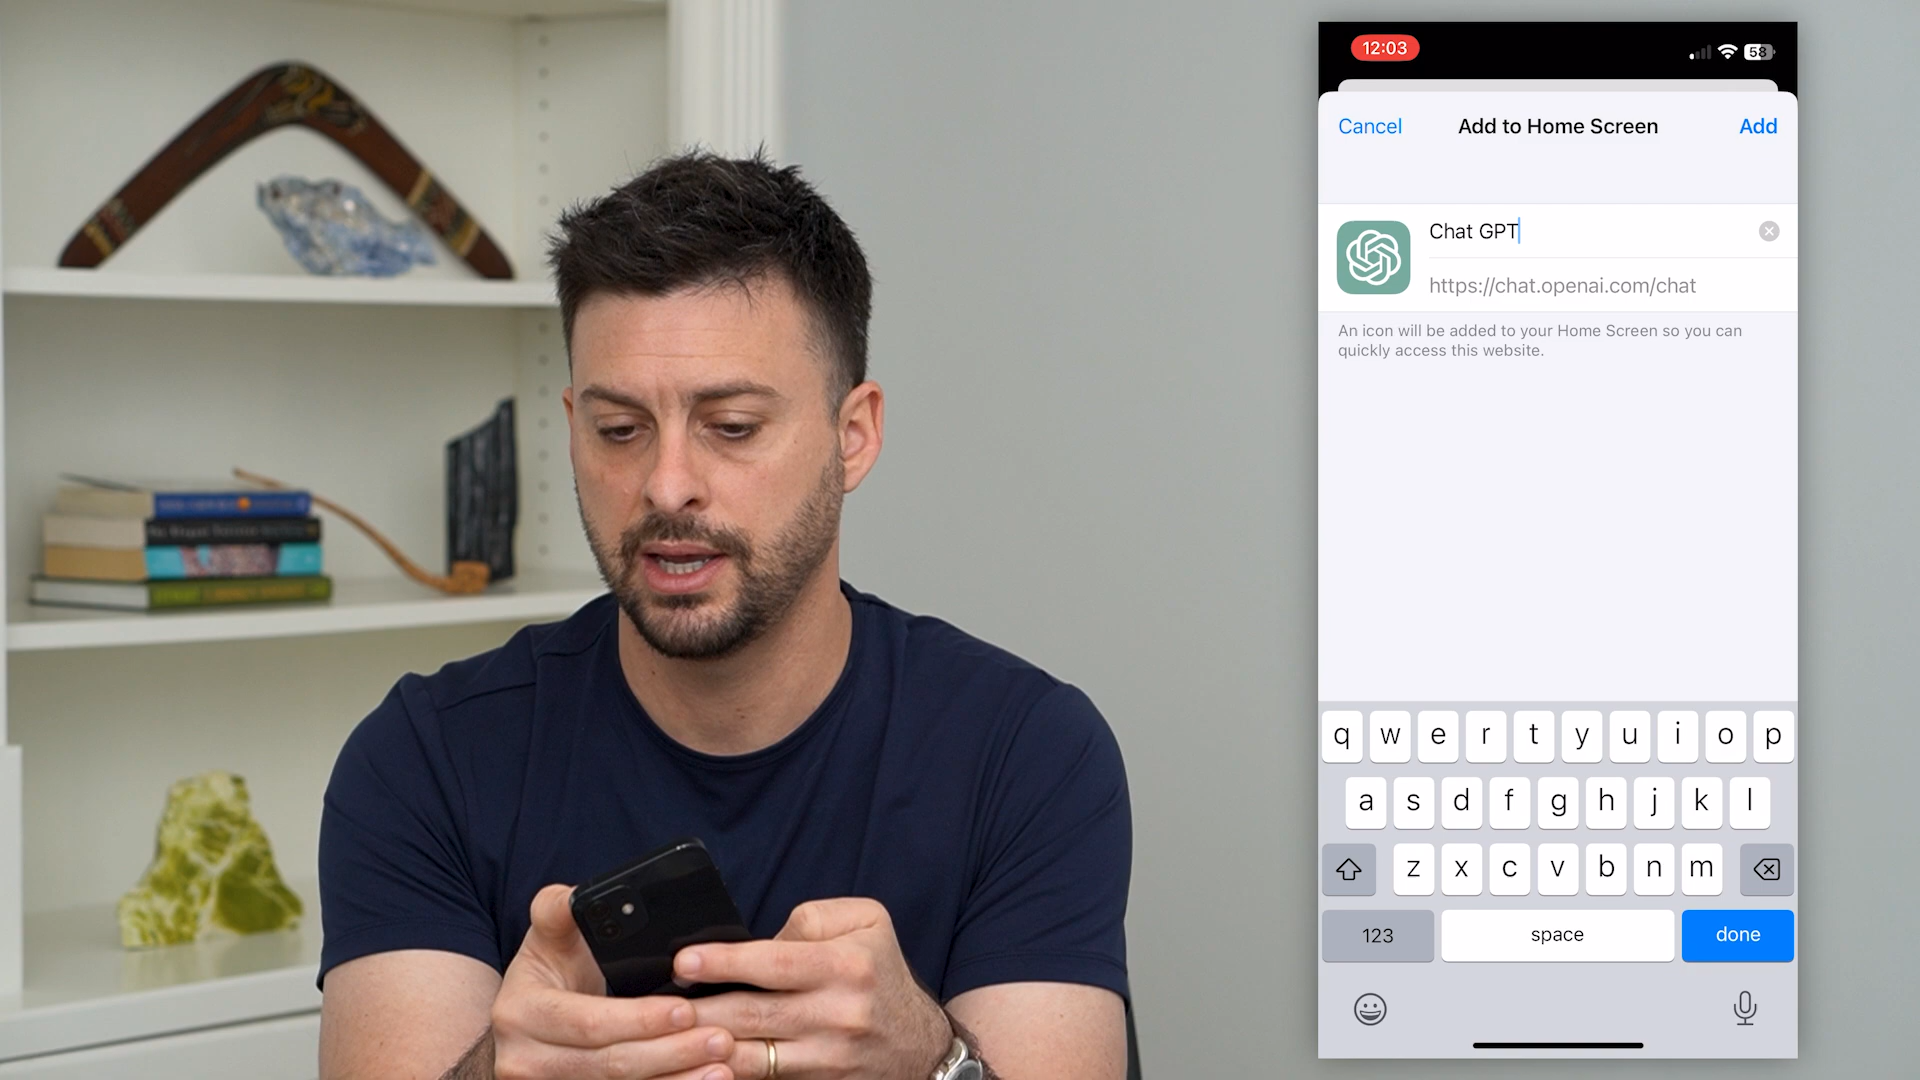 12:03
58
Cancel
Add to Home Screen
Add
Chat GPT
https://chat.openai.com/chat
An icon will be added to your Home Screen so you can
quickly access this website.
q w e r t y u i o p
a s d f g h j k l
z x c v b n m
123
space
done